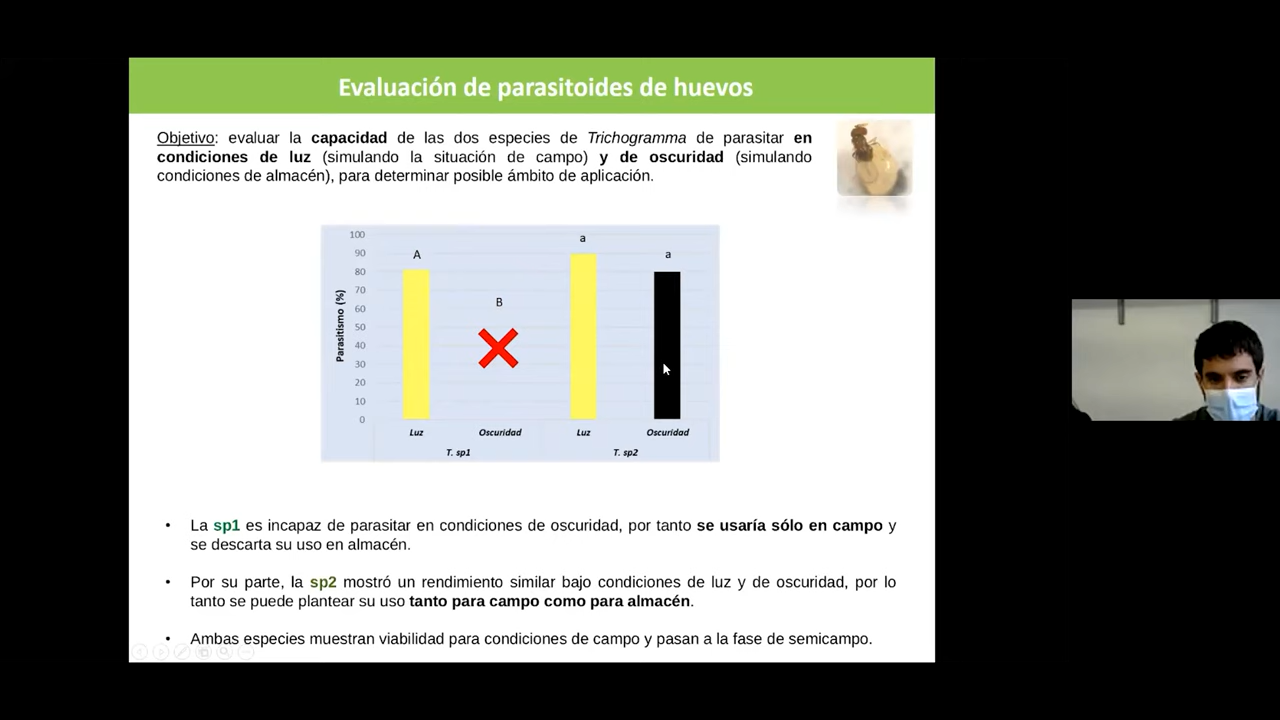 Evaluación de parasitoides de huevos
Objetivo: evaluar la capacidad de las dos especies de Trichogramma de parasitar en
condiciones de luz (simulando la situación de campo) y de oscuridad (simulando
condiciones de almacén), para determinar posible ámbito de aplicación.
100
90
80
70
60
50
40
30
20
10
0
Parasitismo (%)
A
B
a
a
Luz
Oscuridad
Luz
Oscuridad
T. sp1
T. sp2
• La sp1 es incapaz de parasitar en condiciones de oscuridad, por tanto se usaría sólo en campo y
se descarta su uso en almacén.
• Por su parte, la sp2 mostró un rendimiento similar bajo condiciones de luz y de oscuridad, por lo
tanto se puede plantear su uso tanto para campo como para almacén.
• Ambas especies muestran viabilidad para condiciones de campo y pasan a la fase de semicampo.